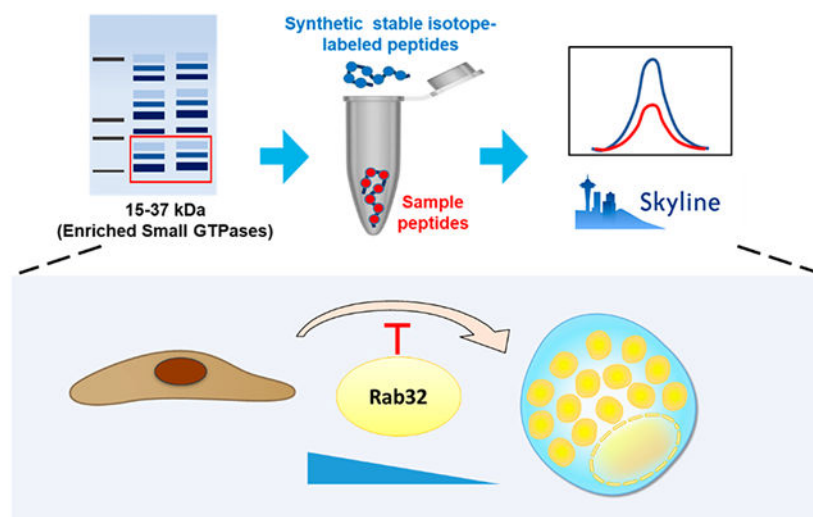 Synthetic stable isotope-
labeled peptides
15-37 kDa
(Enriched Small GTPases)
Sample
peptides
Skyline
Rab32